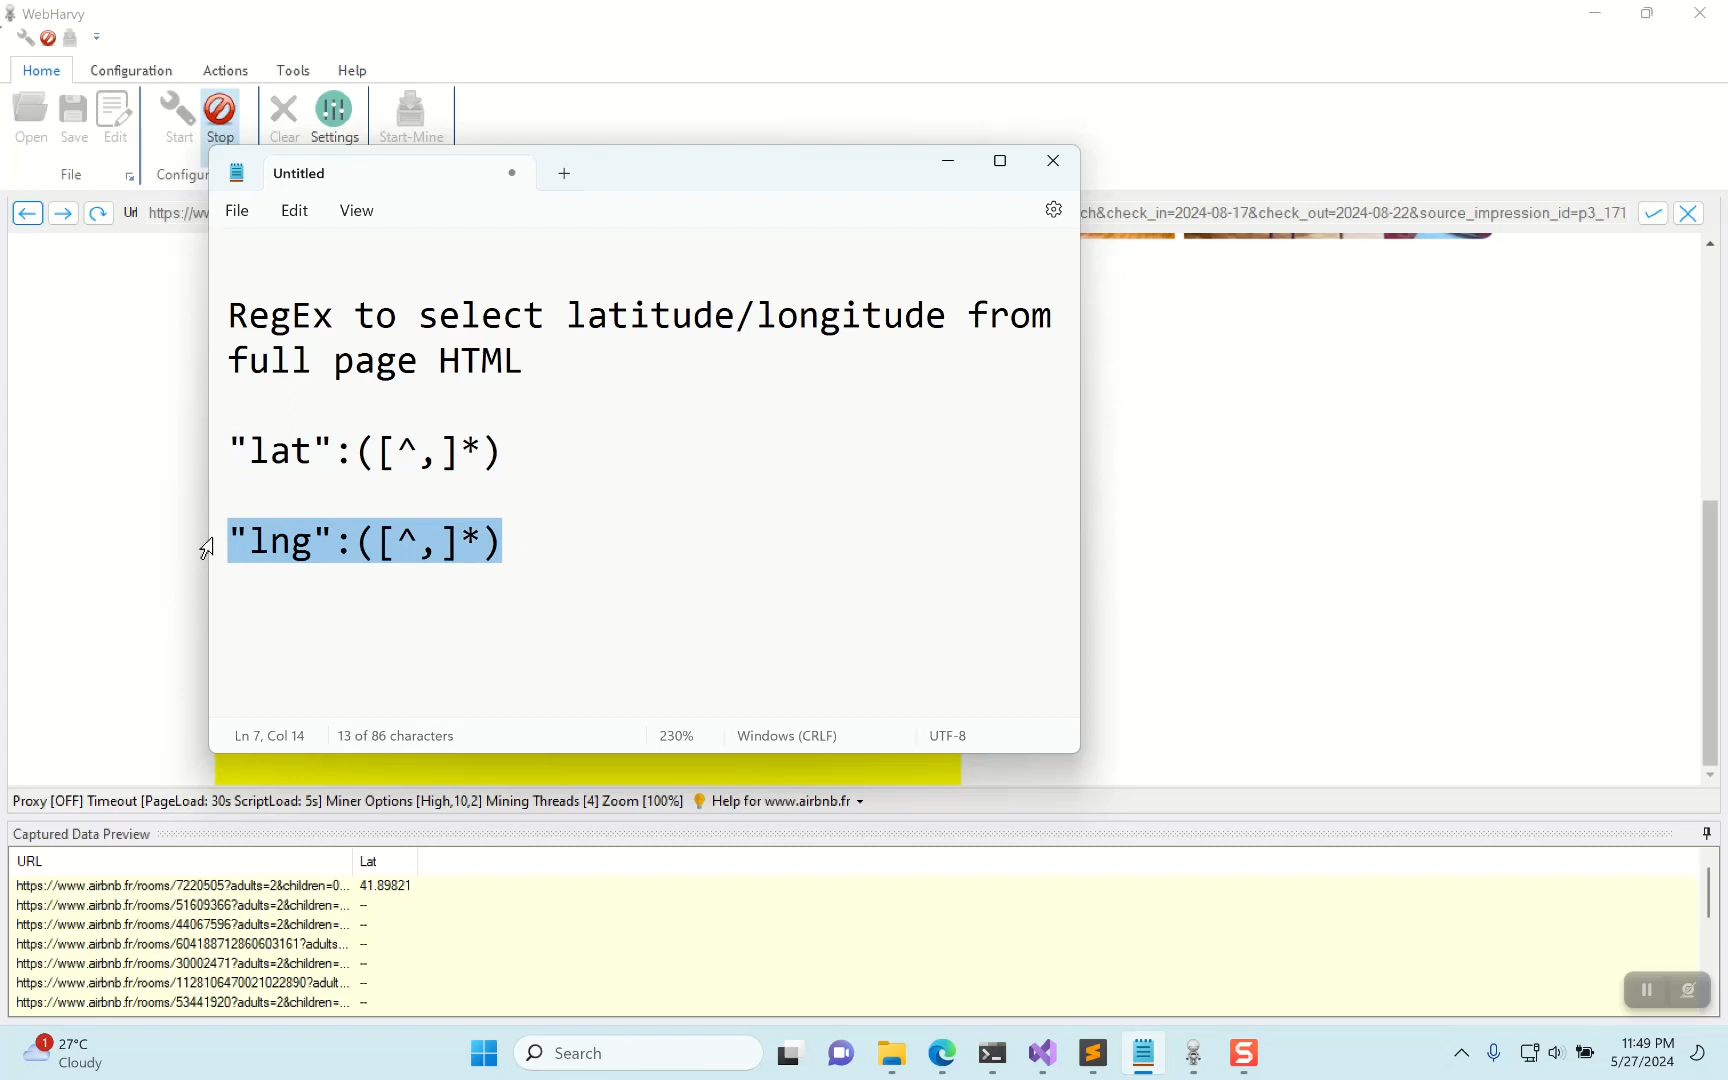 WebHarvy
Home Configuration Actions Tools Help
Open Save Edit Start Stop Clear Settings Start-Mine
File Configur
Untitled
File Edit View
Url https://ww ch&check_in=2024-08-17&check_out=2024-08-22&source_impression_id=p3_171
RegEx to select latitude/longitude from
full page HTML
"lat":([^,]*)
"lng":([^,]*)
Ln 7, Col 14 13 of 86 characters 230% Windows (CRLF) UTF-8
Proxy [OFF] Timeout [PageLoad: 30s ScriptLoad: 5s] Miner Options [High,10,2] Mining Threads [4] Zoom [100%] Help for www.airbnb.fr
Captured Data Preview
URL Lat
https://www.airbnb.fr/rooms/7220505?adults=2&children=0... 41.89821
https://www.airbnb.fr/rooms/51609366?adults=2&children=... --
https://www.airbnb.fr/rooms/44067596?adults=2&children=... --
https://www.airbnb.fr/rooms/604188712860603161?adults... --
https://www.airbnb.fr/rooms/30002471?adults=2&children=... --
https://www.airbnb.fr/rooms/1128106470021022890?adult... --
https://www.airbnb.fr/rooms/53441920?adults=2&children=... --
1 27°C
Cloudy
Search
11:49 PM
5/27/2024